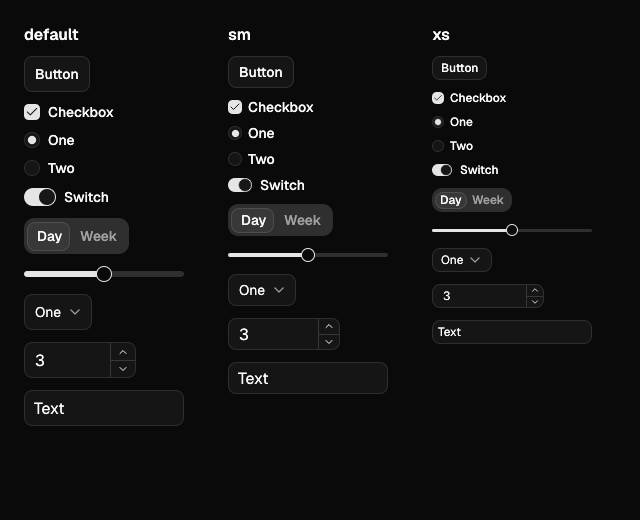 default
Button
Checkbox
One
Two
Switch
Day Week
One
3
Text
sm
Button
Checkbox
One
Two
Switch
Day Week
One
3
Text
xs
Button
Checkbox
One
Two
Switch
Day Week
One
3
Text